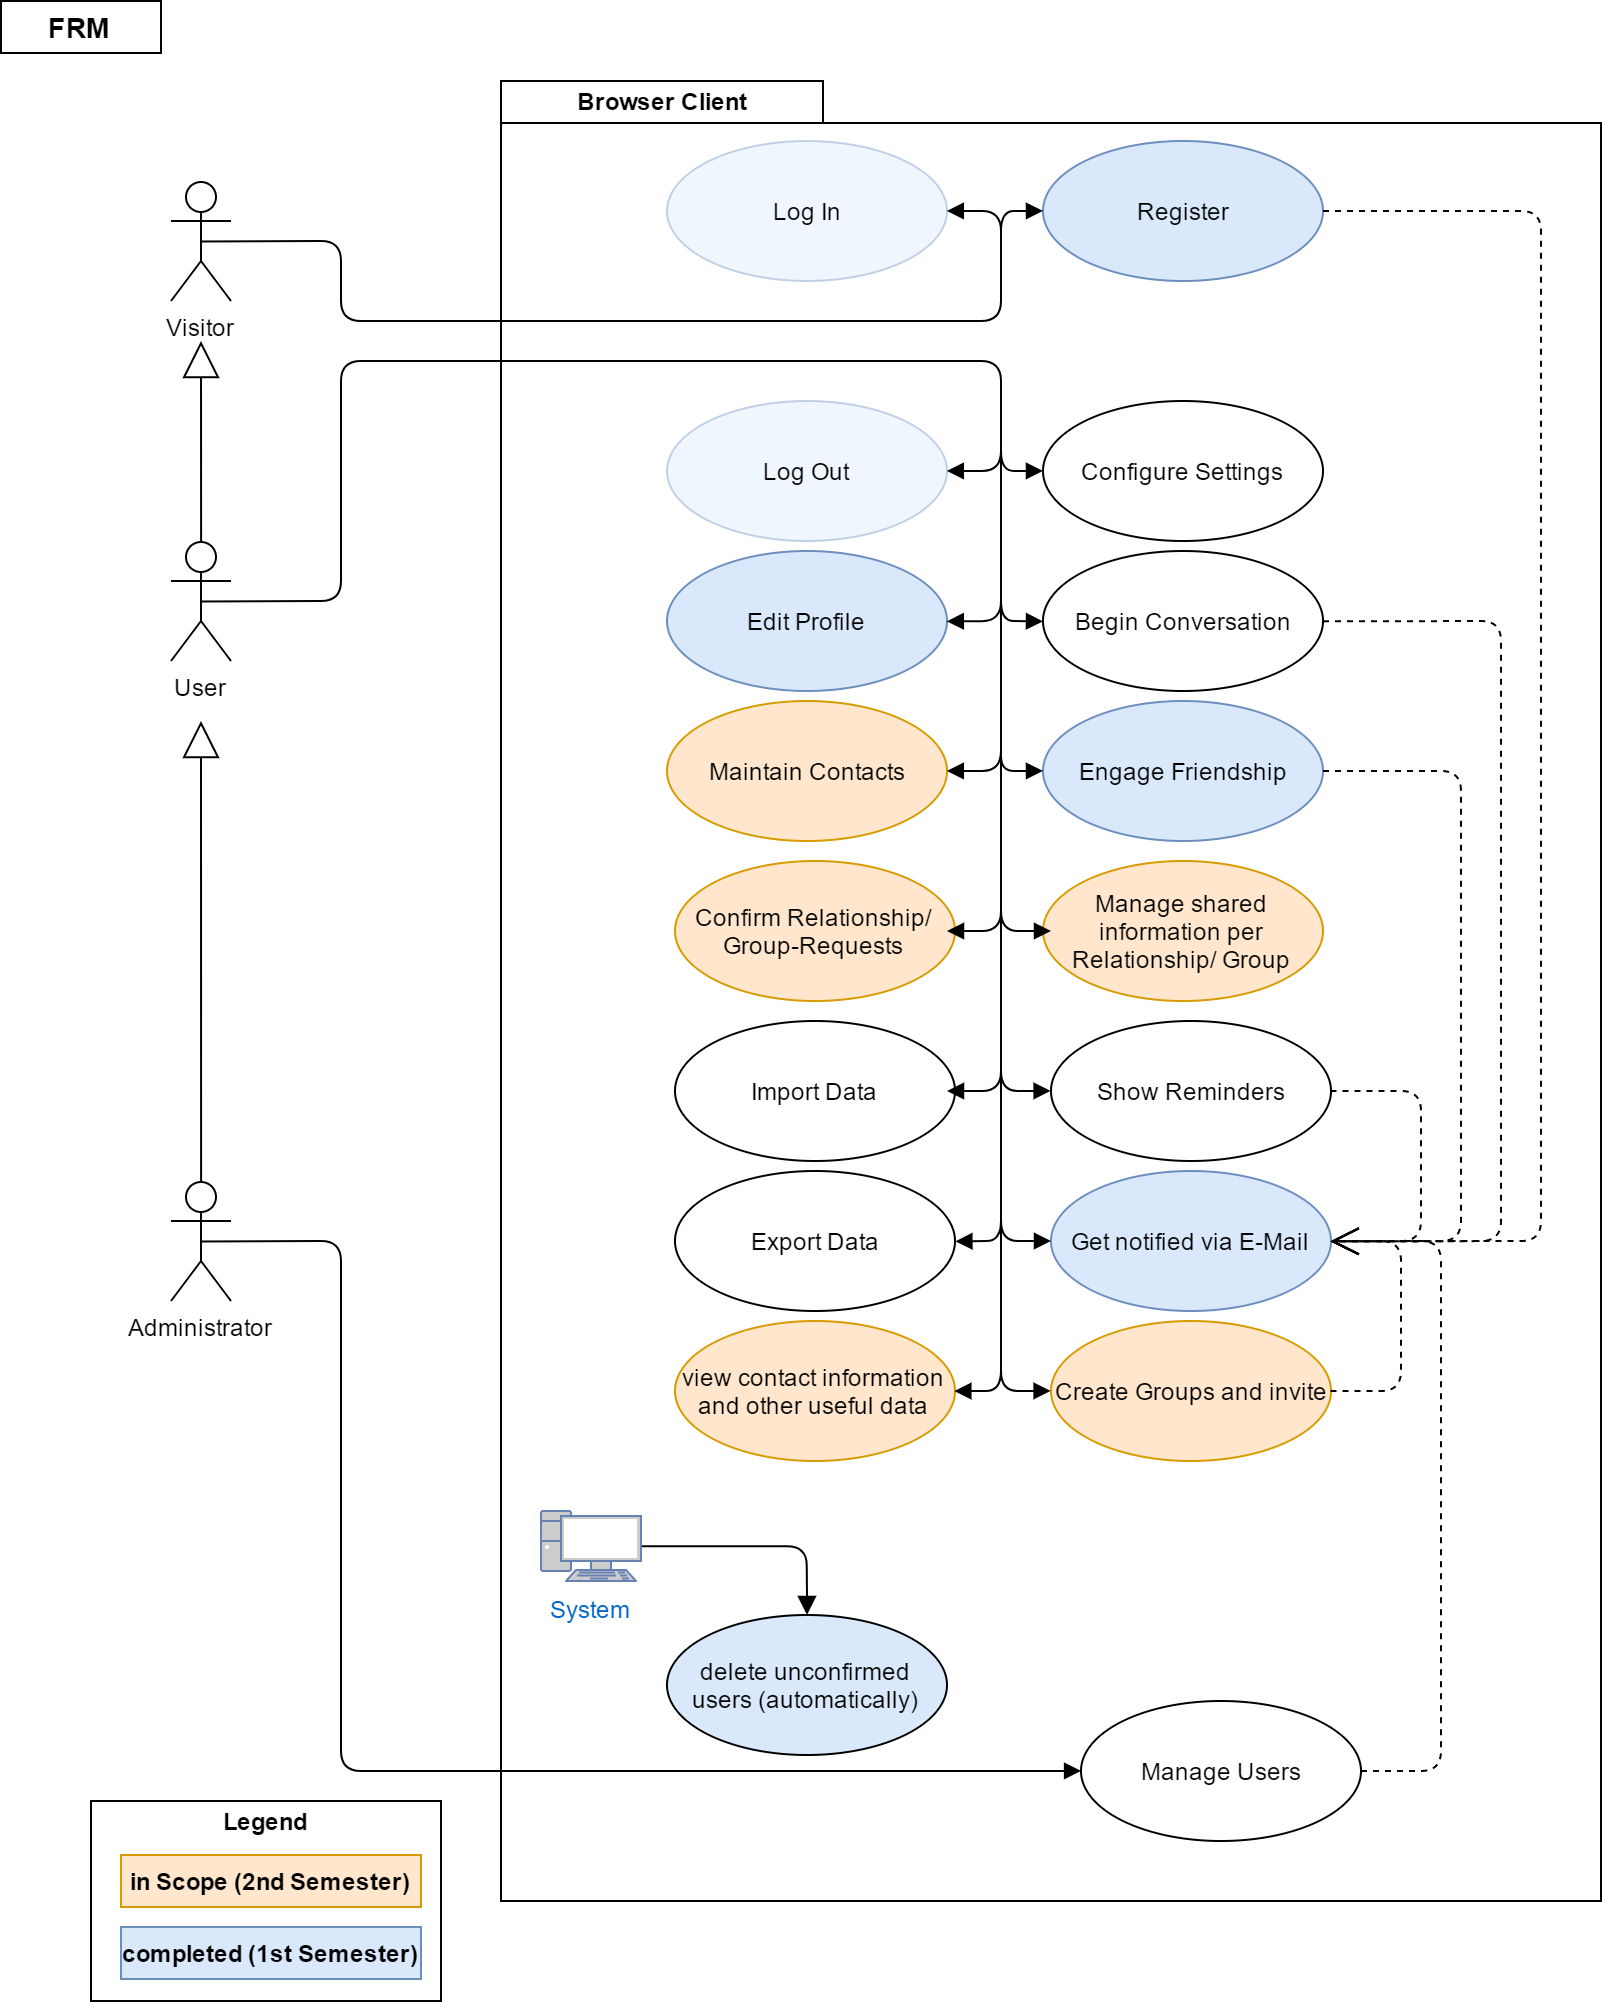 FRM
Browser Client
Log In
Register
Visitor
Log Out
Configure Settings
Edit Profile
Begin Conversation
User
Maintain Contacts
Engage Friendship
Confirm Relationship/
Group-Requests
Manage shared
information per
Relationship/ Group
Import Data
Show Reminders
Export Data
Get notified via E-Mail
Administrator
view contact information
and other useful data
Create Groups and invite
System
delete unconfirmed
users (automatically)
Manage Users
Legend
in Scope (2nd Semester)
completed (1st Semester)